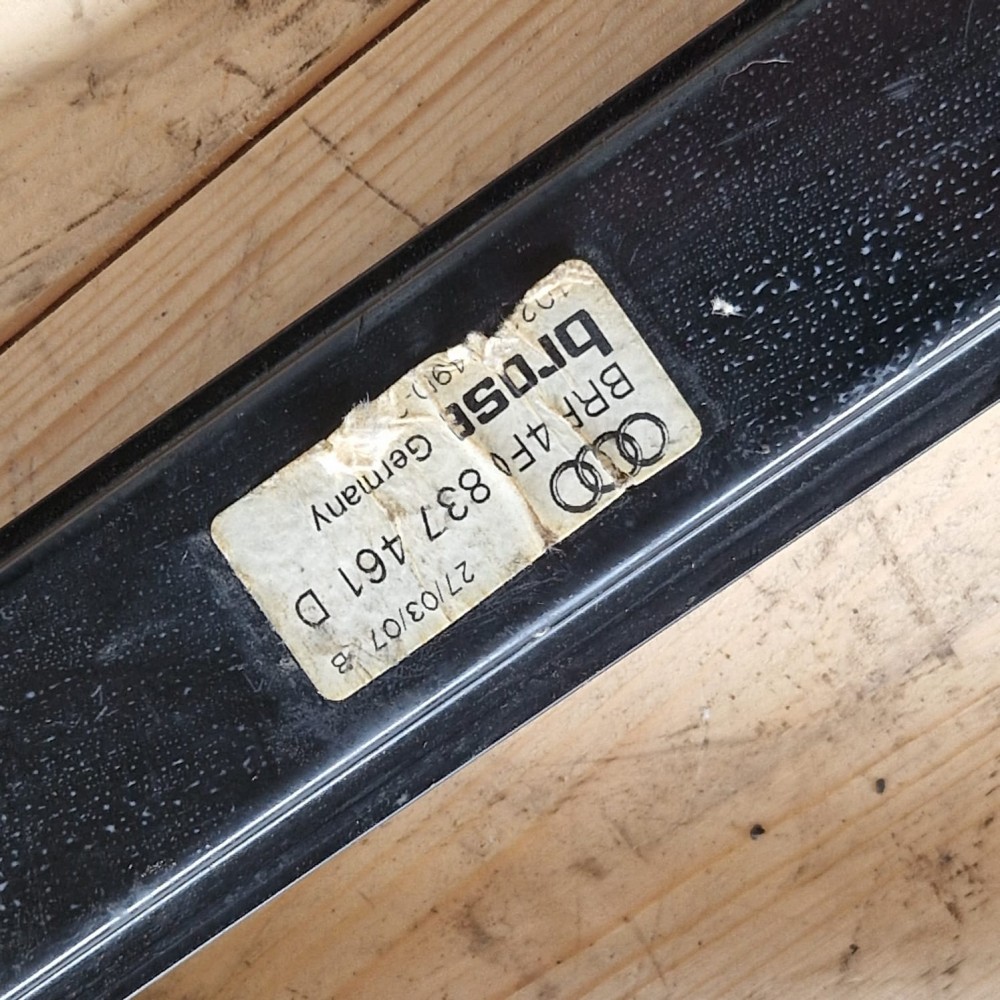 27/03/07 B
BRF 4F0 837 461 D
brose Germany